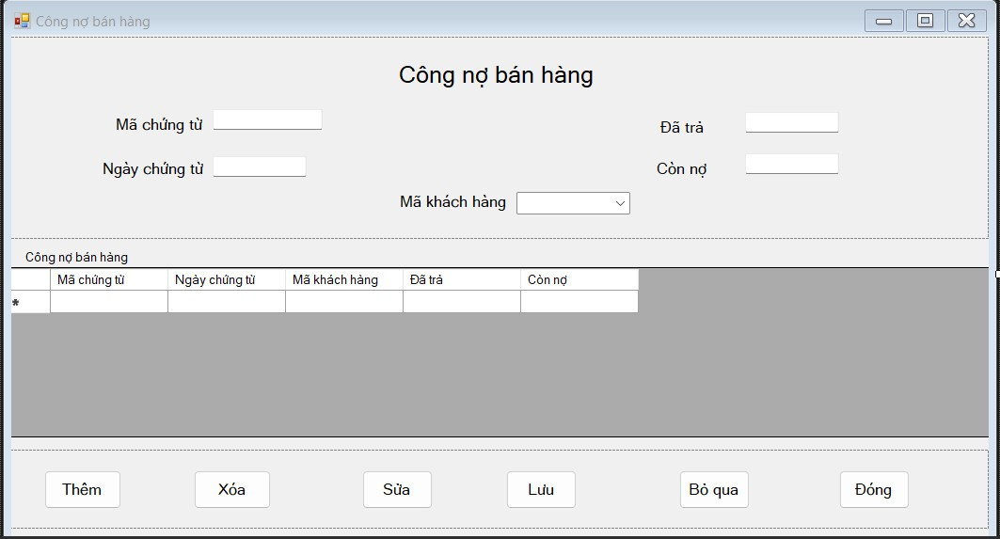 Công nợ bán hàng
Công nợ bán hàng
Mã chứng từ
Đã trả
Ngày chứng từ
Còn nợ
Mã khách hàng
Công nợ bán hàng
Mã chứng từ Ngày chứng từ Mã khách hàng Đã trả Còn nợ
*
Thêm Xóa Sửa Lưu Bỏ qua Đóng